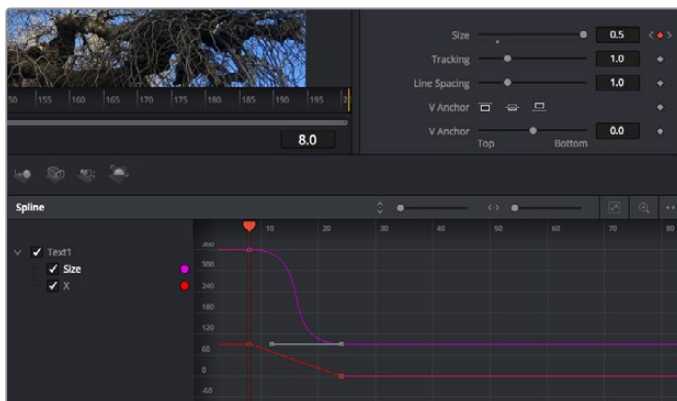 Size 0.5
Tracking 1.0
Line Spacing 1.0
V Anchor
V Anchor 0.0
Top Bottom
50 155 160 165 170 175 180 185 190 195
8.0
Spline
10 20 30 40 50 60 70 80
Text1
Size
X
300
240
180
120
60
0
-60